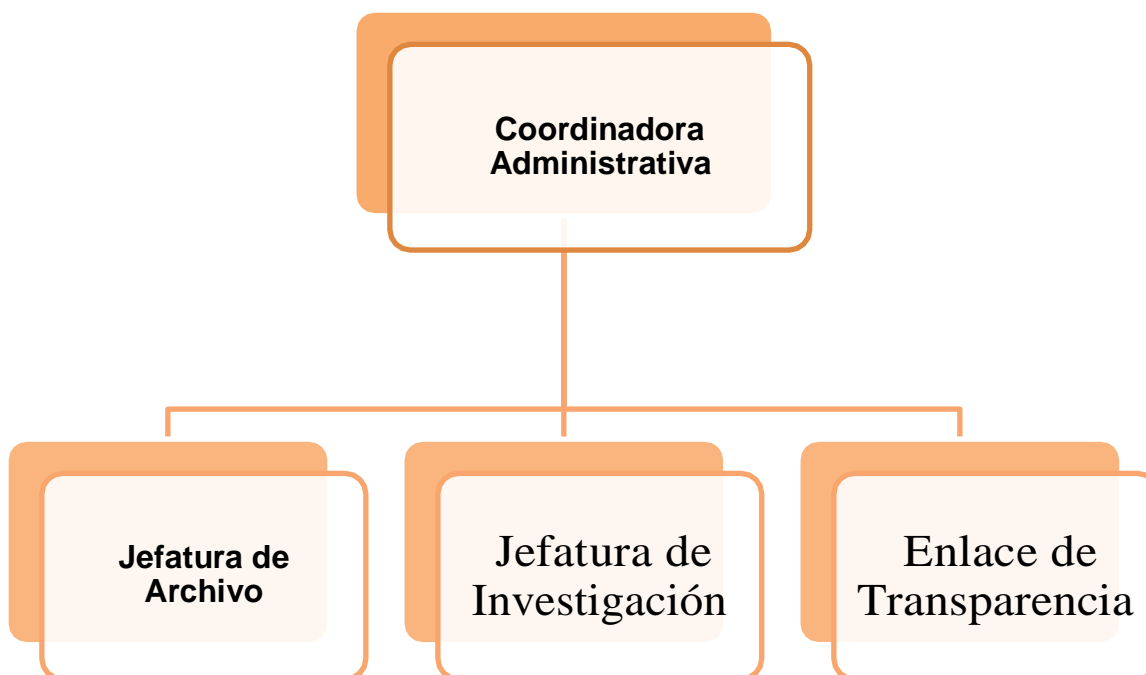 Coordinadora
Administrativa
Jefatura de
Archivo
Jefatura de
Investigación
Enlace de
Transparencia